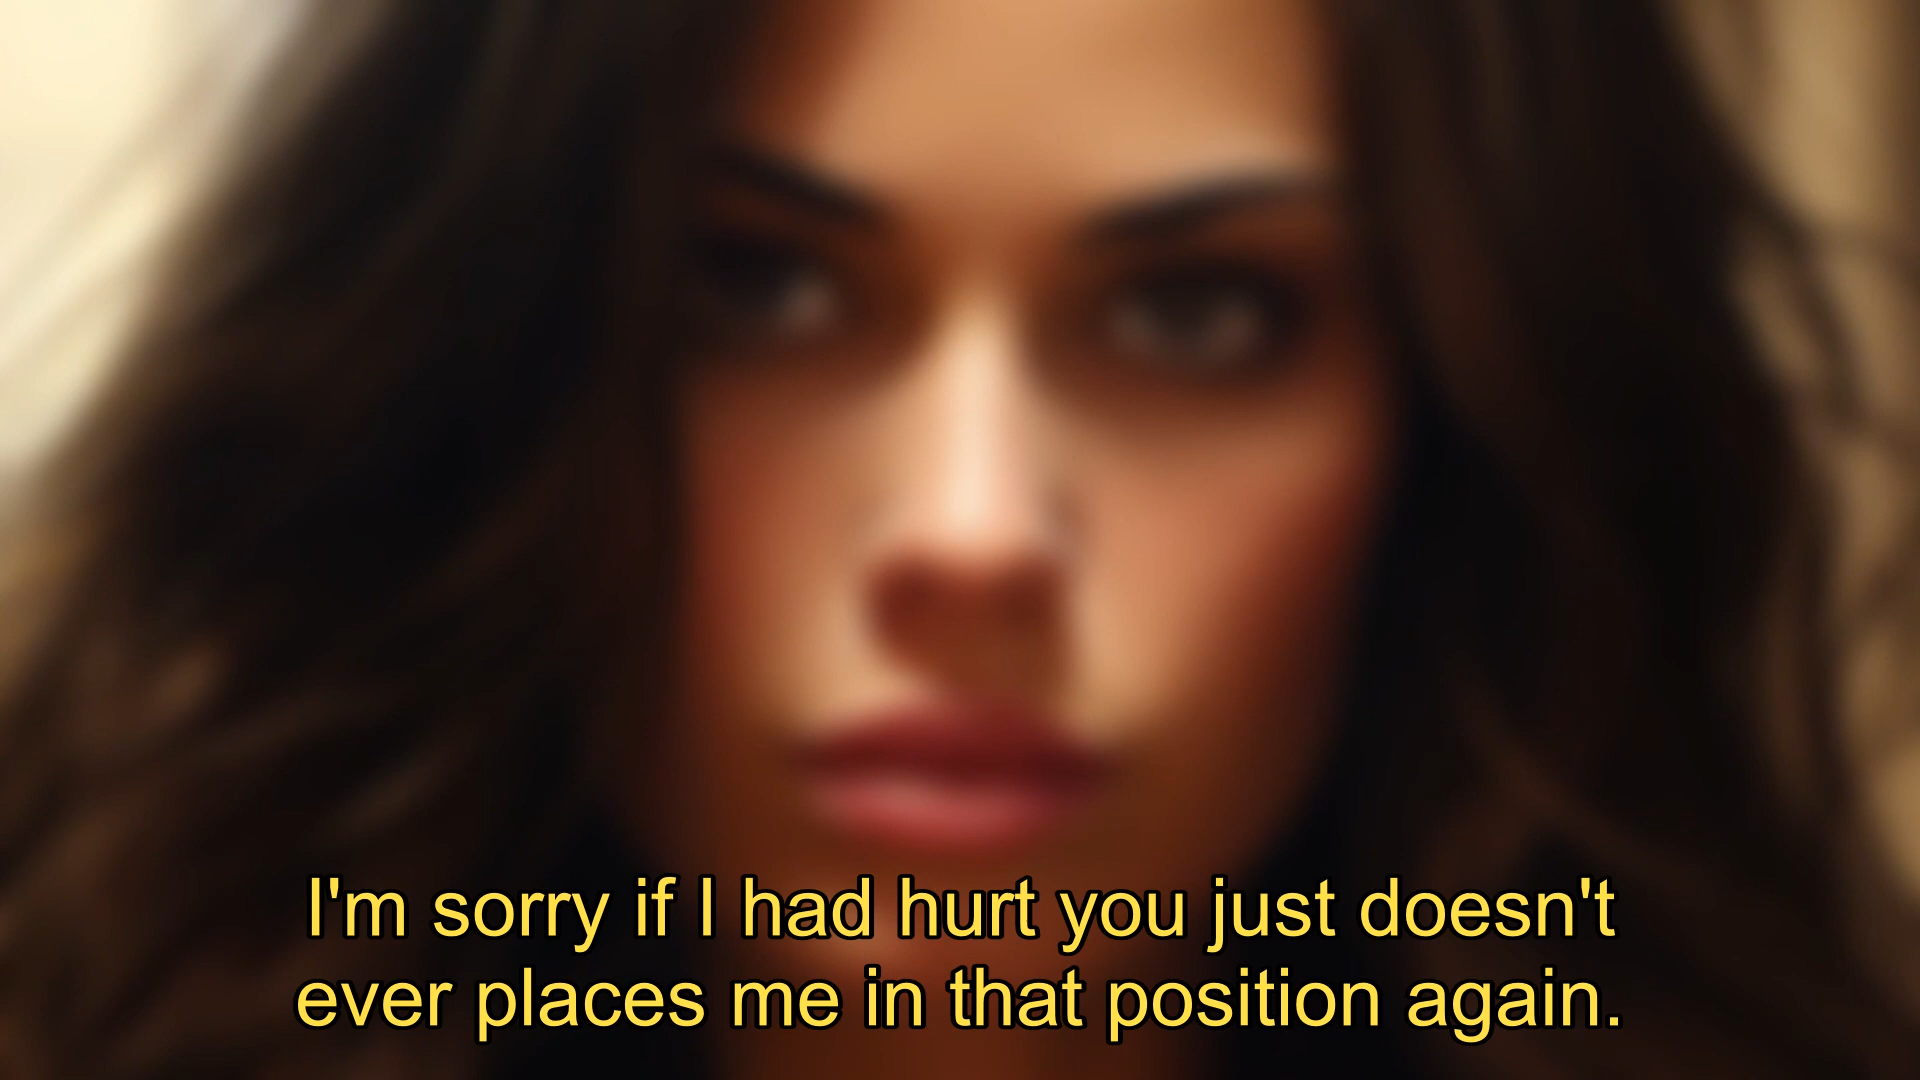 I'm sorry if I had hurt you just doesn't
ever places me in that position again.